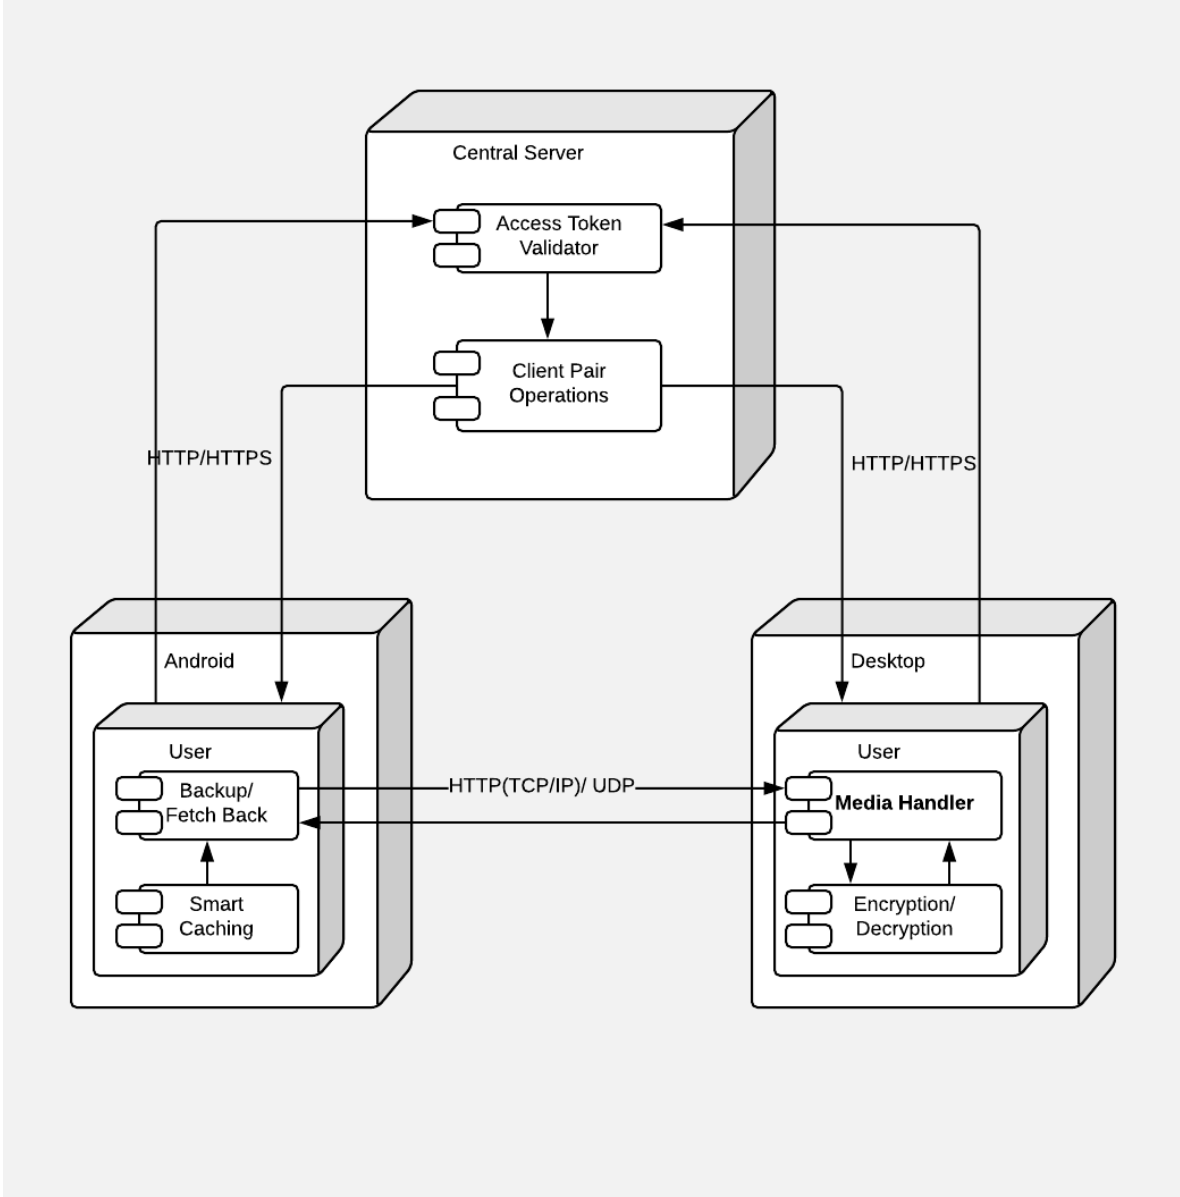 Central Server
Access Token
Validator
Client Pair
Operations
HTTP/HTTPS
HTTP/HTTPS
Android
Desktop
User
Backup/
Fetch Back
Smart
Caching
HTTP(TCP/IP)/ UDP
User
Media Handler
Encryption/
Decryption